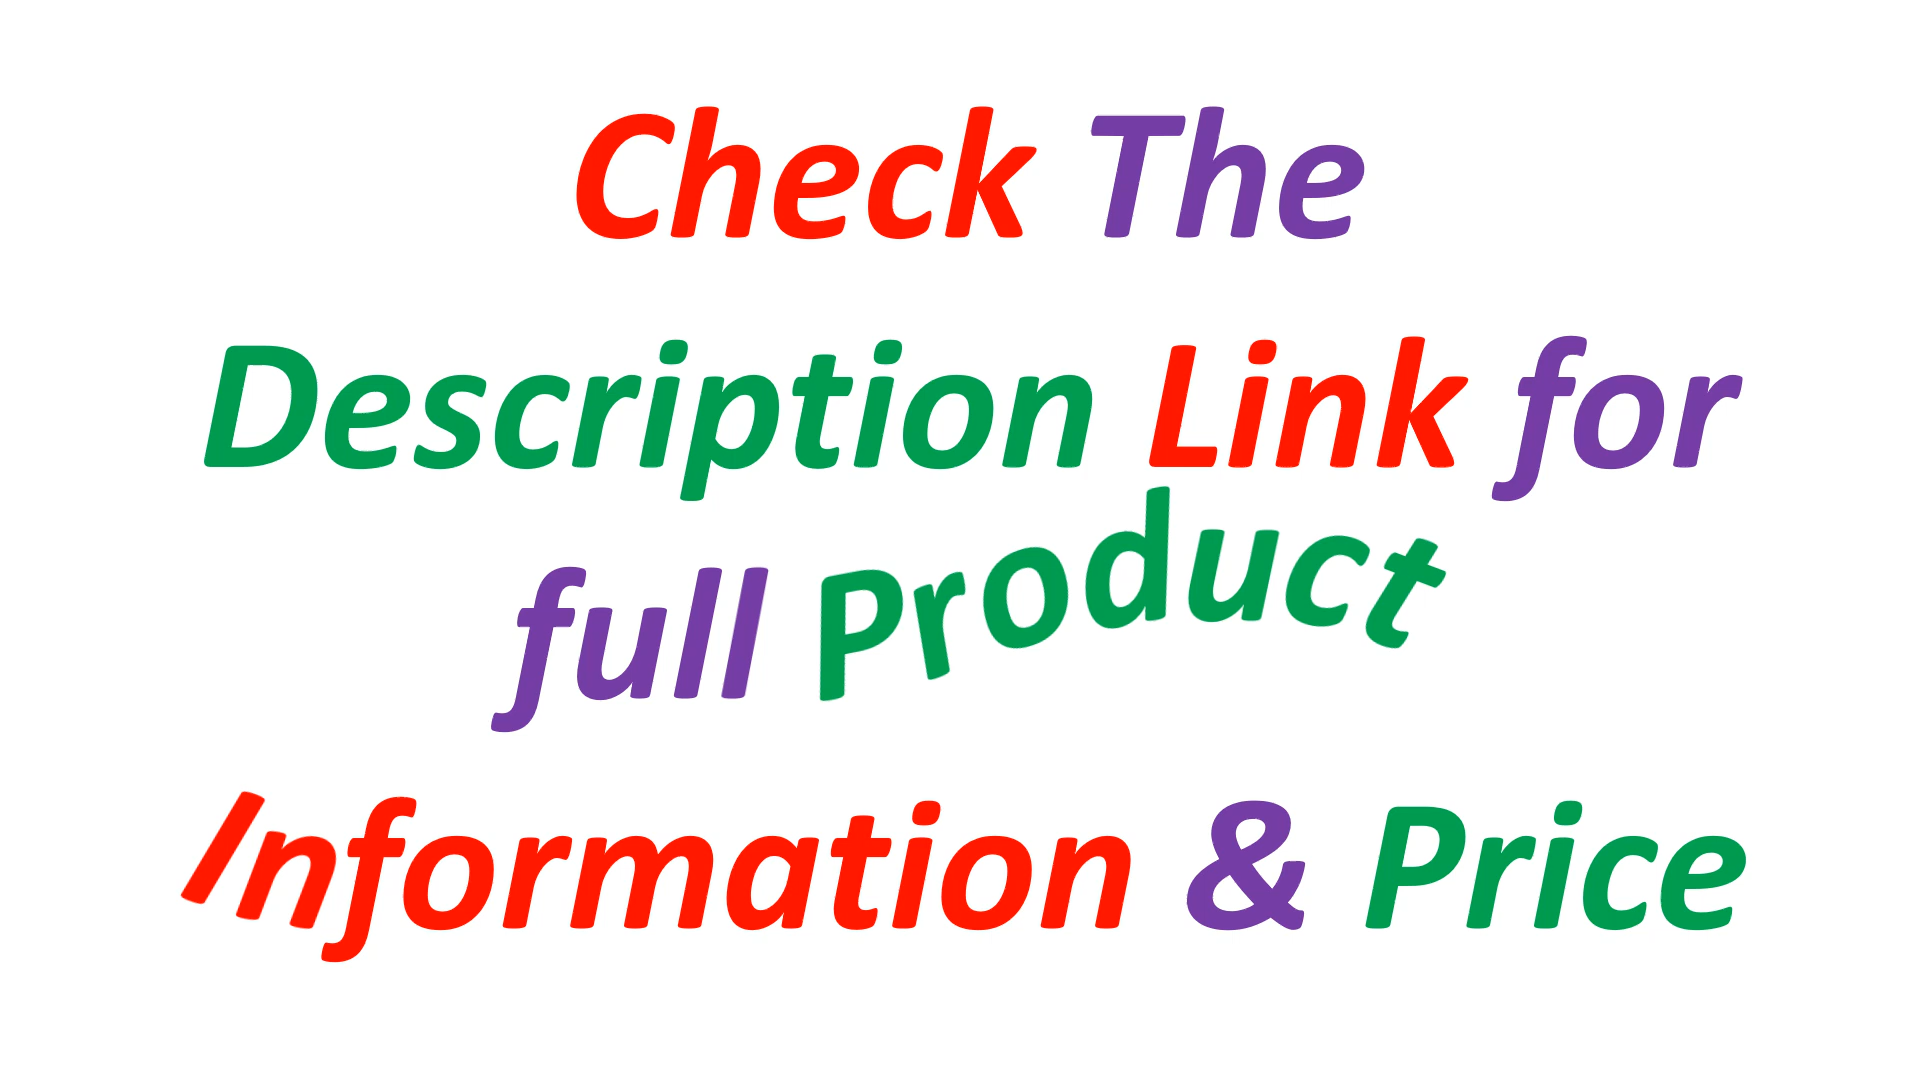 Check The
Description Link for
full Product
Information & Price